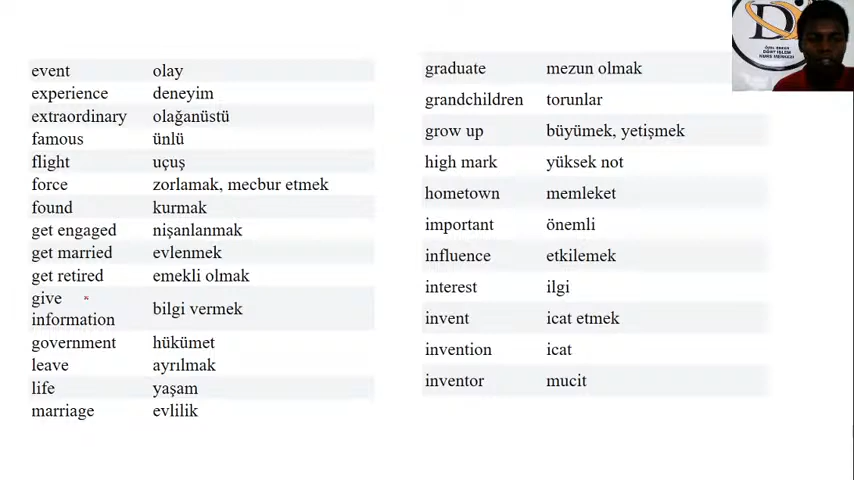 event olay
experience deneyim
extraordinary olağanüstü
famous ünlü
flight uçuş
force zorlamak, mecbur etmek
found kurmak
get engaged nişanlanmak
get married evlenmek
get retired emekli olmak
give
information bilgi vermek
government hükümet
leave ayrılmak
life yaşam
marriage evlilik
graduate mezun olmak
grandchildren torunlar
grow up büyümek, yetişmek
high mark yüksek not
hometown memleket
important önemli
influence etkilemek
interest ilgi
invent icat etmek
invention icat
inventor mucit
KURS MERKEZİ